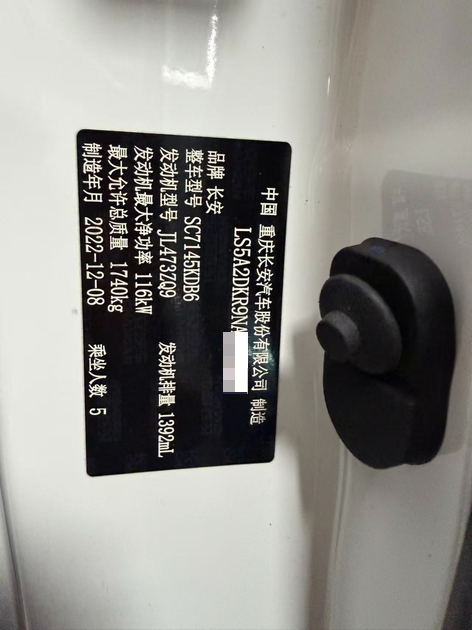 中国 重庆长安汽车股份有限公司 制造
LS5A2DKR9NA
品牌 长安
整车型号 SC7145KDB6
发动机型号 JL473ZQ9 发动机排量 1392mL
发动机最大净功率 118kW
最大允许总质量 1740kg
制造年月 2022-12-08 乘坐人数 5